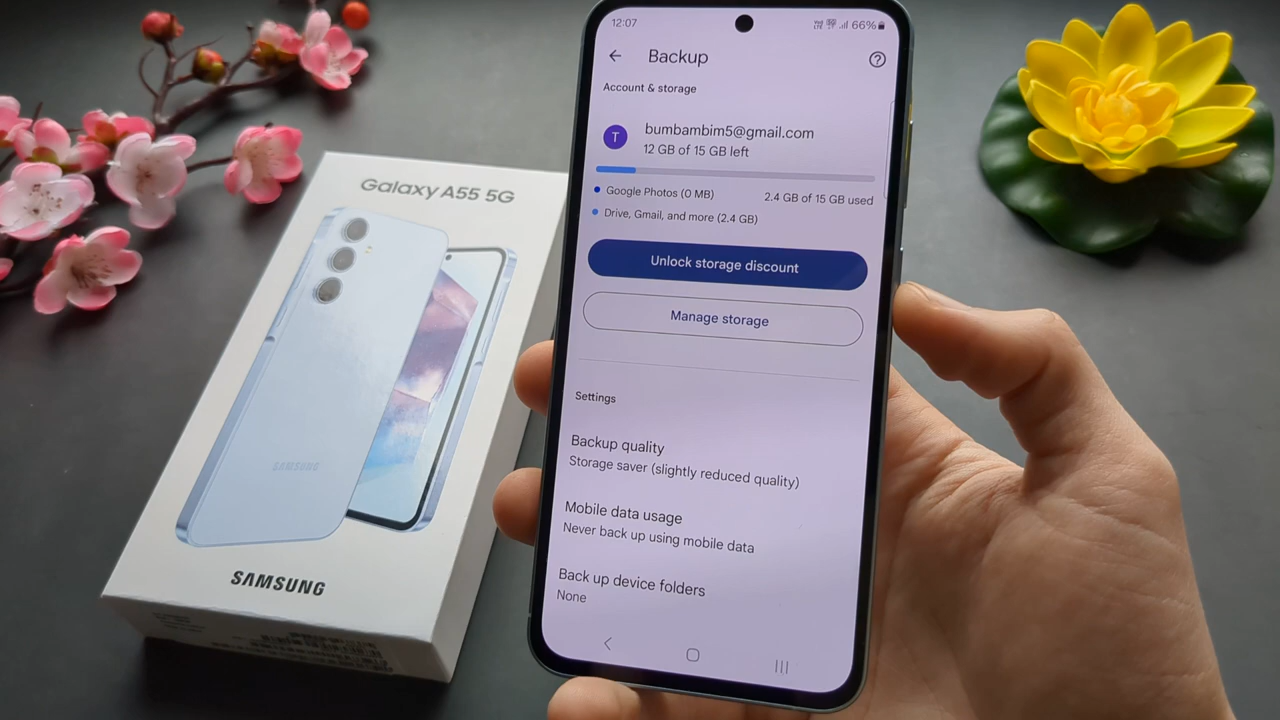 12:07
66%
Backup
Account & storage
T
bumbambim5@gmail.com
12 GB of 15 GB left
Google Photos (0 MB)
2.4 GB of 15 GB used
Drive, Gmail, and more (2.4 GB)
Unlock storage discount
Manage storage
Settings
Backup quality
Storage saver (slightly reduced quality)
Mobile data usage
Never back up using mobile data
Back up device folders
None
Galaxy A55 5G
SAMSUNG
SAMSUNG